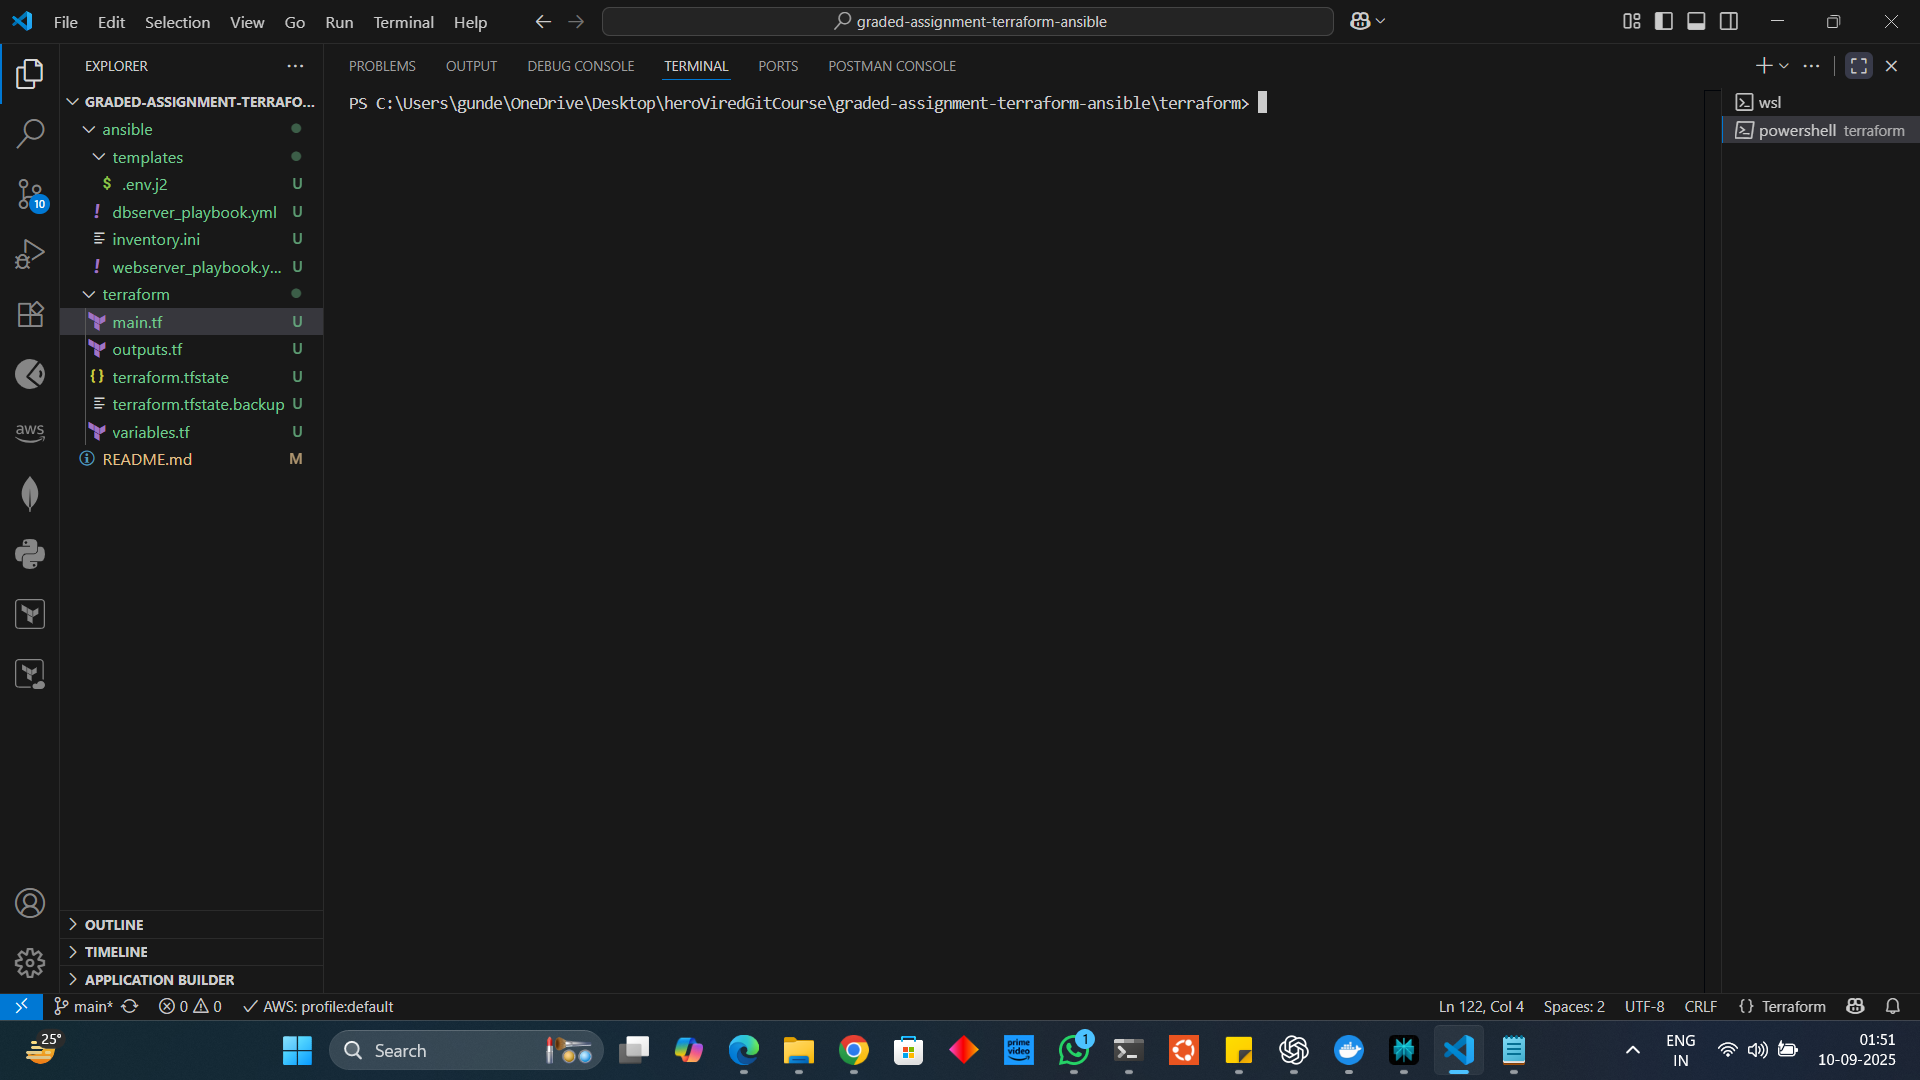 File Edit Selection View Go Run Terminal Help
graded-assignment-terraform-ansible
EXPLORER
PROBLEMS OUTPUT DEBUG CONSOLE TERMINAL PORTS POSTMAN CONSOLE
GRADED-ASSIGNMENT-TERRAFO...
PS C:\Users\gunde\OneDrive\Desktop\heroViredGitCourse\graded-assignment-terraform-ansible\terraform>
wsl
powershell terraform
ansible
templates
$ .env.j2 U
! dbserver_playbook.yml U
inventory.ini U
! webserver_playbook.y... U
terraform
main.tf U
outputs.tf U
{} terraform.tfstate U
terraform.tfstate.backup U
variables.tf U
README.md M
10
aws
OUTLINE
TIMELINE
APPLICATION BUILDER
main* 0 0 AWS: profile:default
Ln 122, Col 4 Spaces: 2 UTF-8 CRLF {} Terraform
25°
Search
prime video
1
ENG
IN
01:51
10-09-2025